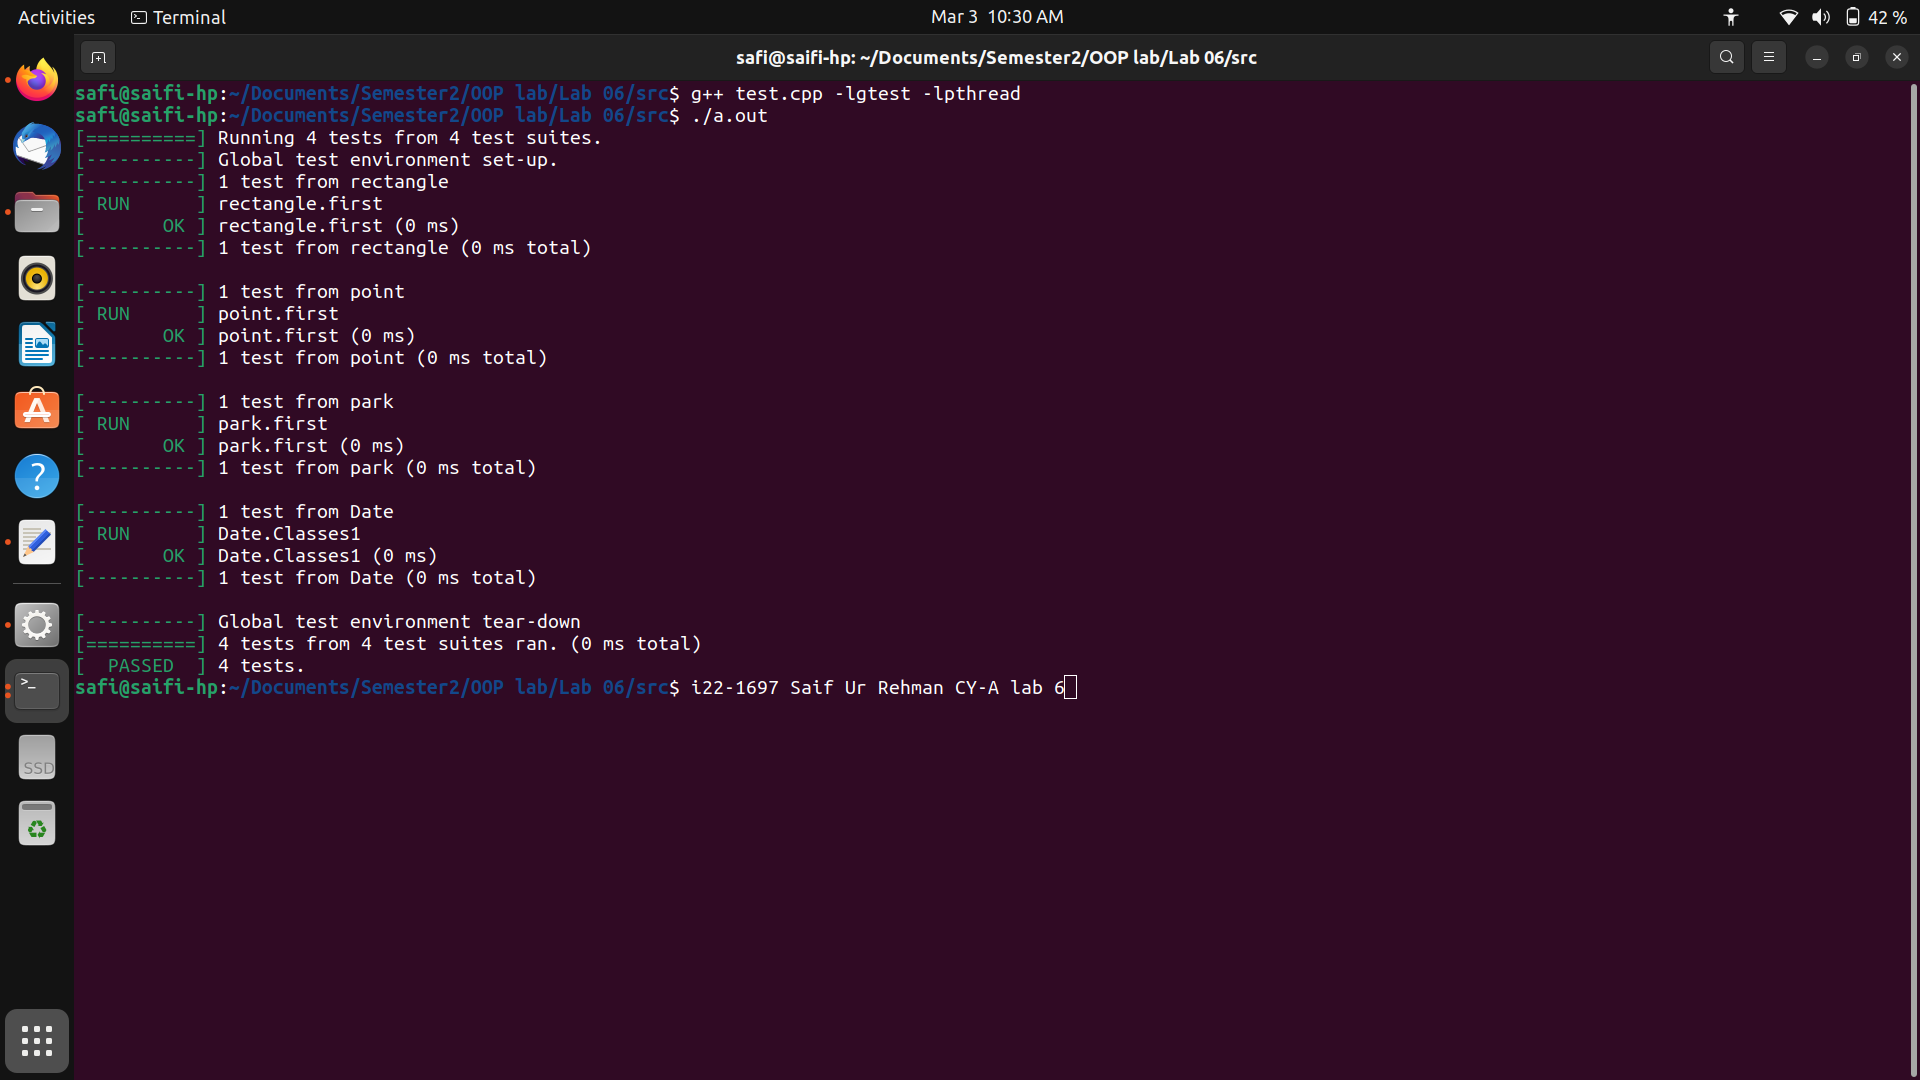 Activities Terminal Mar 3 10:30 AM 42 %
safi@saifi-hp: ~/Documents/Semester2/OOP lab/Lab 06/src
safi@saifi-hp:~/Documents/Semester2/OOP lab/Lab 06/src$ g++ test.cpp -lgtest -lpthread
safi@saifi-hp:~/Documents/Semester2/OOP lab/Lab 06/src$ ./a.out
[==========] Running 4 tests from 4 test suites.
[----------] Global test environment set-up.
[----------] 1 test from rectangle
[ RUN      ] rectangle.first
[       OK ] rectangle.first (0 ms)
[----------] 1 test from rectangle (0 ms total)

[----------] 1 test from point
[ RUN      ] point.first
[       OK ] point.first (0 ms)
[----------] 1 test from point (0 ms total)

[----------] 1 test from park
[ RUN      ] park.first
[       OK ] park.first (0 ms)
[----------] 1 test from park (0 ms total)

[----------] 1 test from Date
[ RUN      ] Date.Classes1
[       OK ] Date.Classes1 (0 ms)
[----------] 1 test from Date (0 ms total)

[----------] Global test environment tear-down
[==========] 4 tests from 4 test suites ran. (0 ms total)
[  PASSED  ] 4 tests.
safi@saifi-hp:~/Documents/Semester2/OOP lab/Lab 06/src$ i22-1697 Saif Ur Rehman CY-A lab 6
SSD